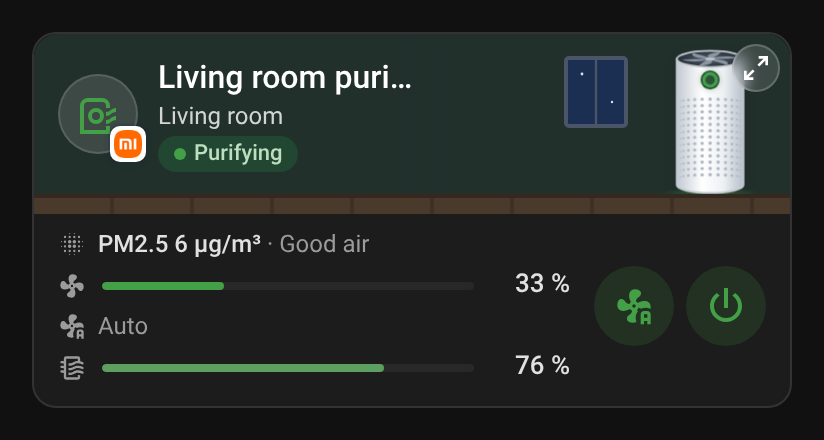 Living room puri...
Living room
Purifying
PM2.5 6 µg/m³ · Good air
33 %
Auto
76 %